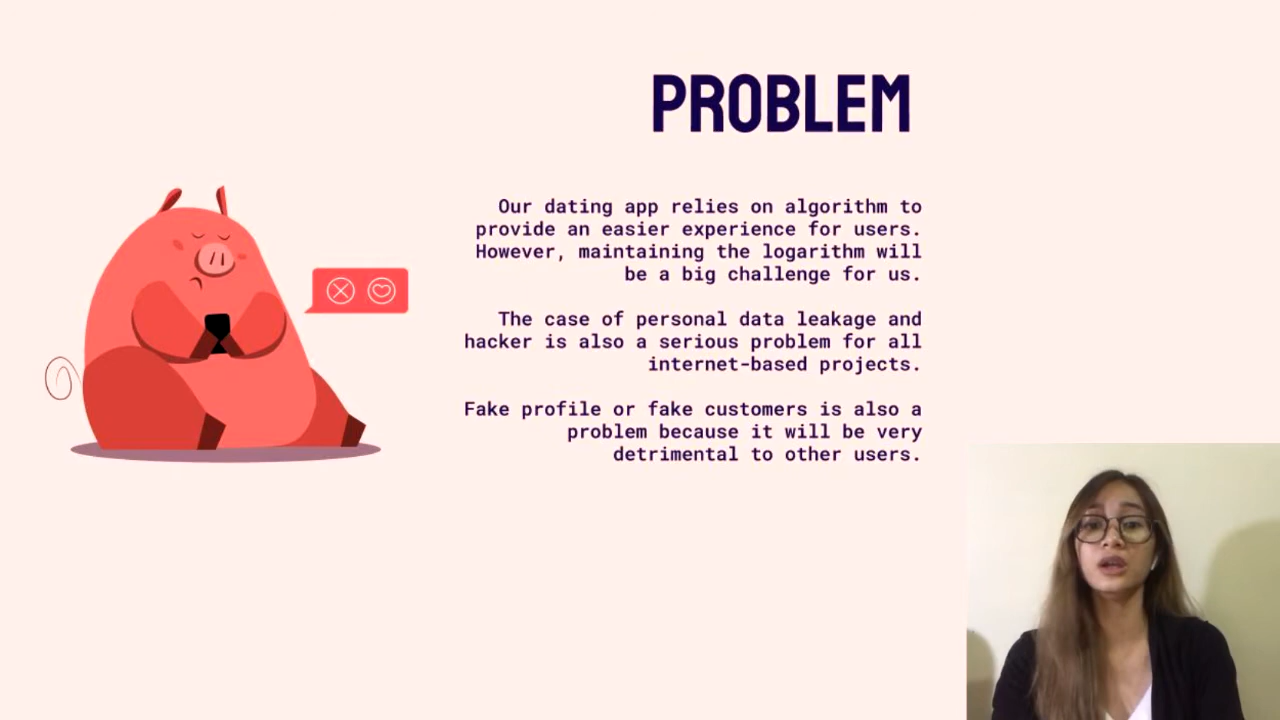 PROBLEM
Our dating app relies on algorithm to
provide an easier experience for users.
However, maintaining the logarithm will
be a big challenge for us.
The case of personal data leakage and
hacker is also a serious problem for all
internet-based projects.
Fake profile or fake customers is also a
problem because it will be very
detrimental to other users.